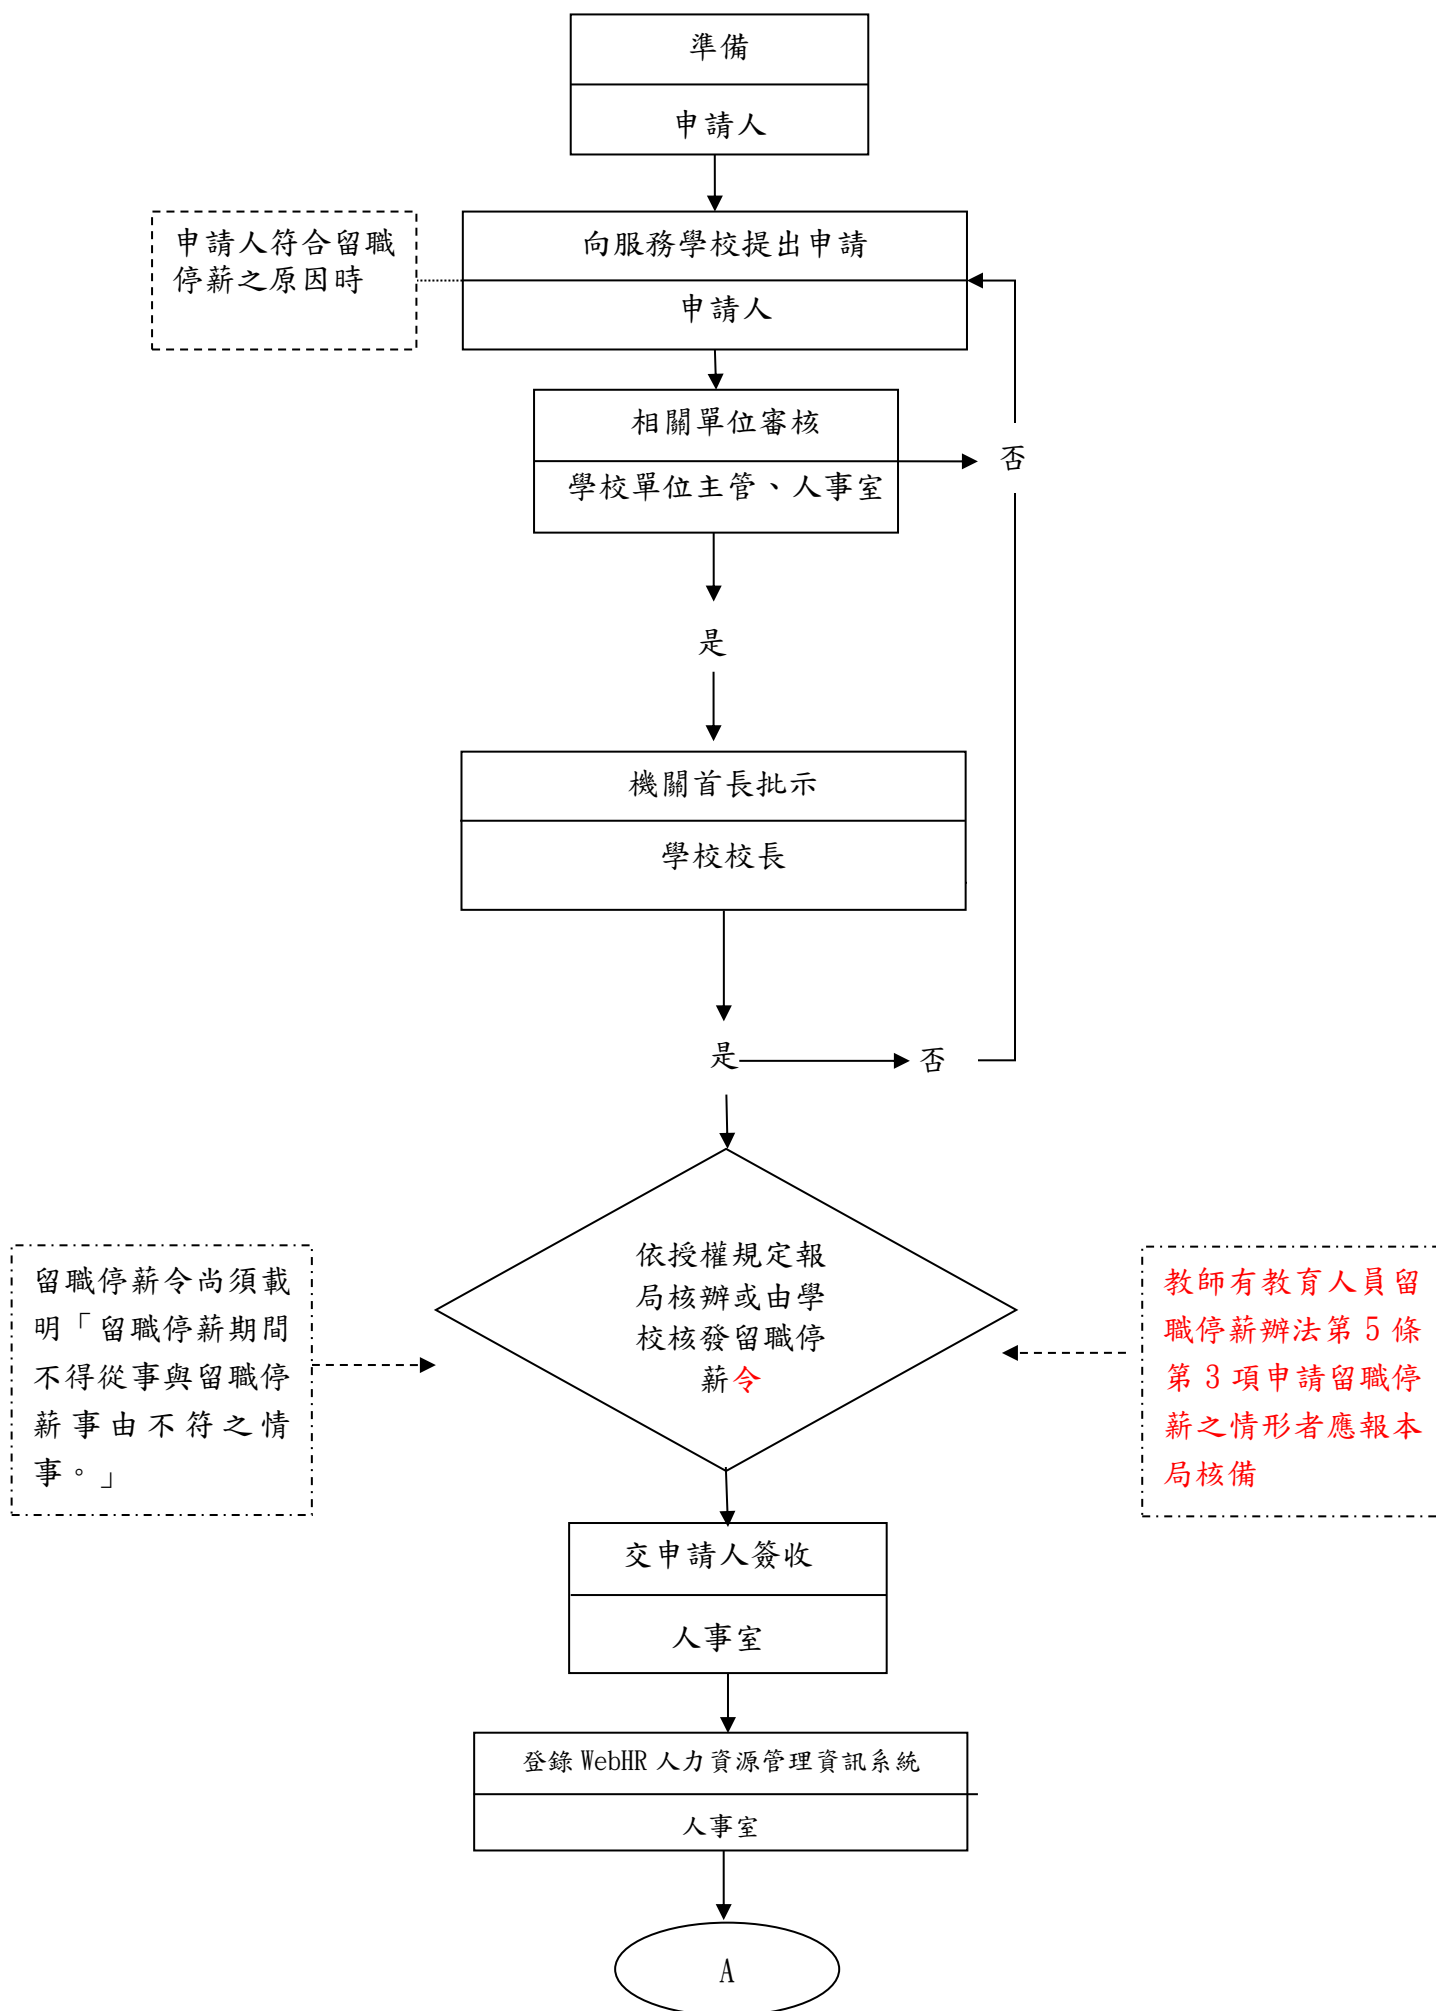 準備
申請人
申請人符合留職
停薪之原因時
向服務學校提出申請
申請人
相關單位審核
學校單位主管、人事室
否
是
機關首長批示
學校校長
是
否
留職停薪令尚須載
明「留職停薪期間
不得從事與留職停
薪事由不符之情
事。」
依授權規定報
局核辦或由學
校核發留職停
薪令
教師有教育人員留
職停薪辦法第 5 條
第 3 項申請留職停
薪之情形者應報本
局核備
交申請人簽收
人事室
登錄 WebHR 人力資源管理資訊系統
人事室
A